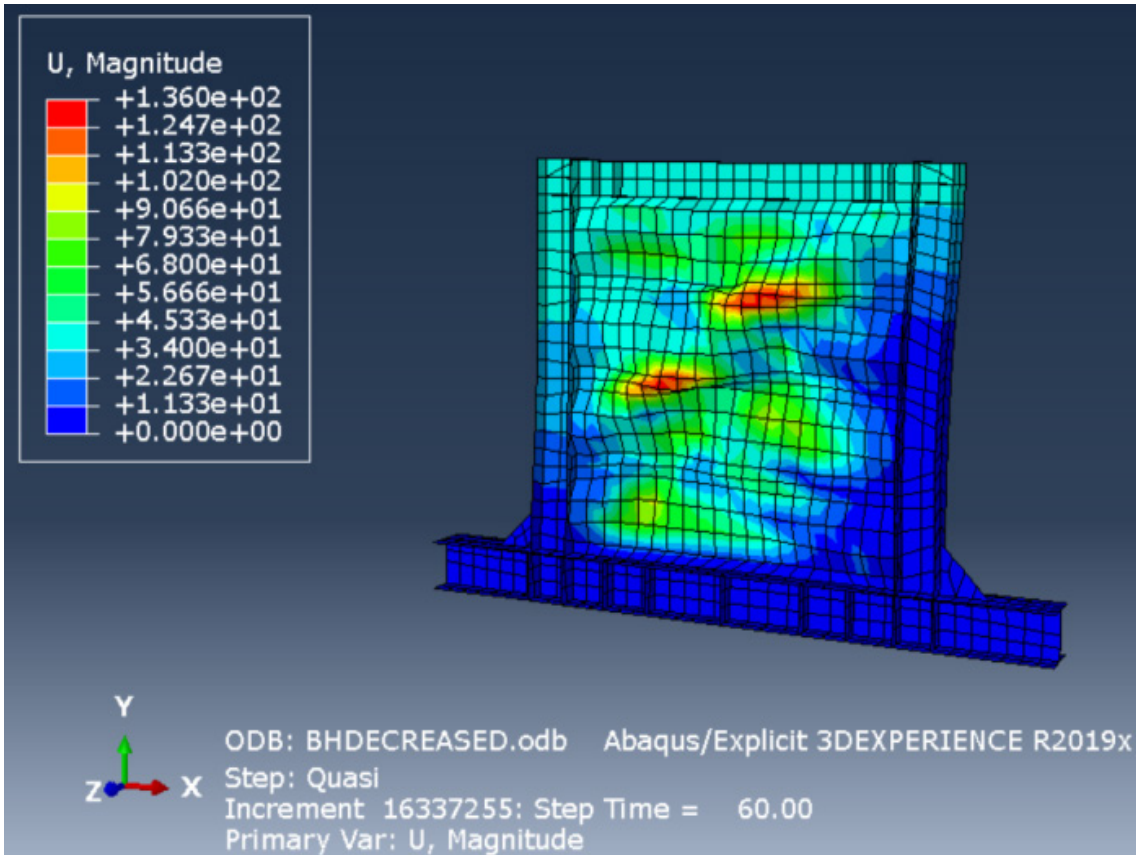 U, Magnitude
+1.360e+02
+1.247e+02
+1.133e+02
+1.020e+02
+9.066e+01
+7.933e+01
+6.800e+01
+5.666e+01
+4.533e+01
+3.400e+01
+2.267e+01
+1.133e+01
+0.000e+00
Y
Z X
ODB: BHDECREASED.odb Abaqus/Explicit 3DEXPERIENCE R2019x
Step: Quasi
Increment 16337255: Step Time = 60.00
Primary Var: U, Magnitude